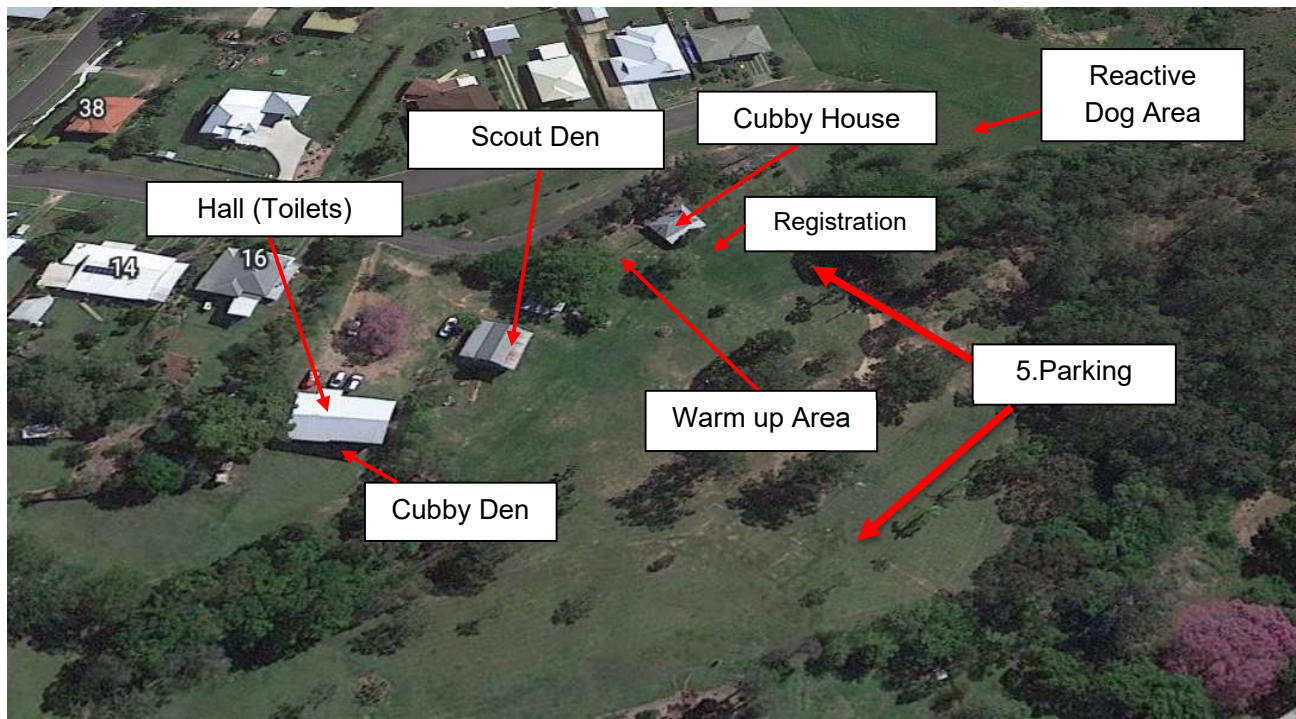 Reactive
Dog Area
38
Cubby House
Scout Den
Hall (Toilets)
Registration
14
16
5.Parking
Warm up Area
Cubby Den